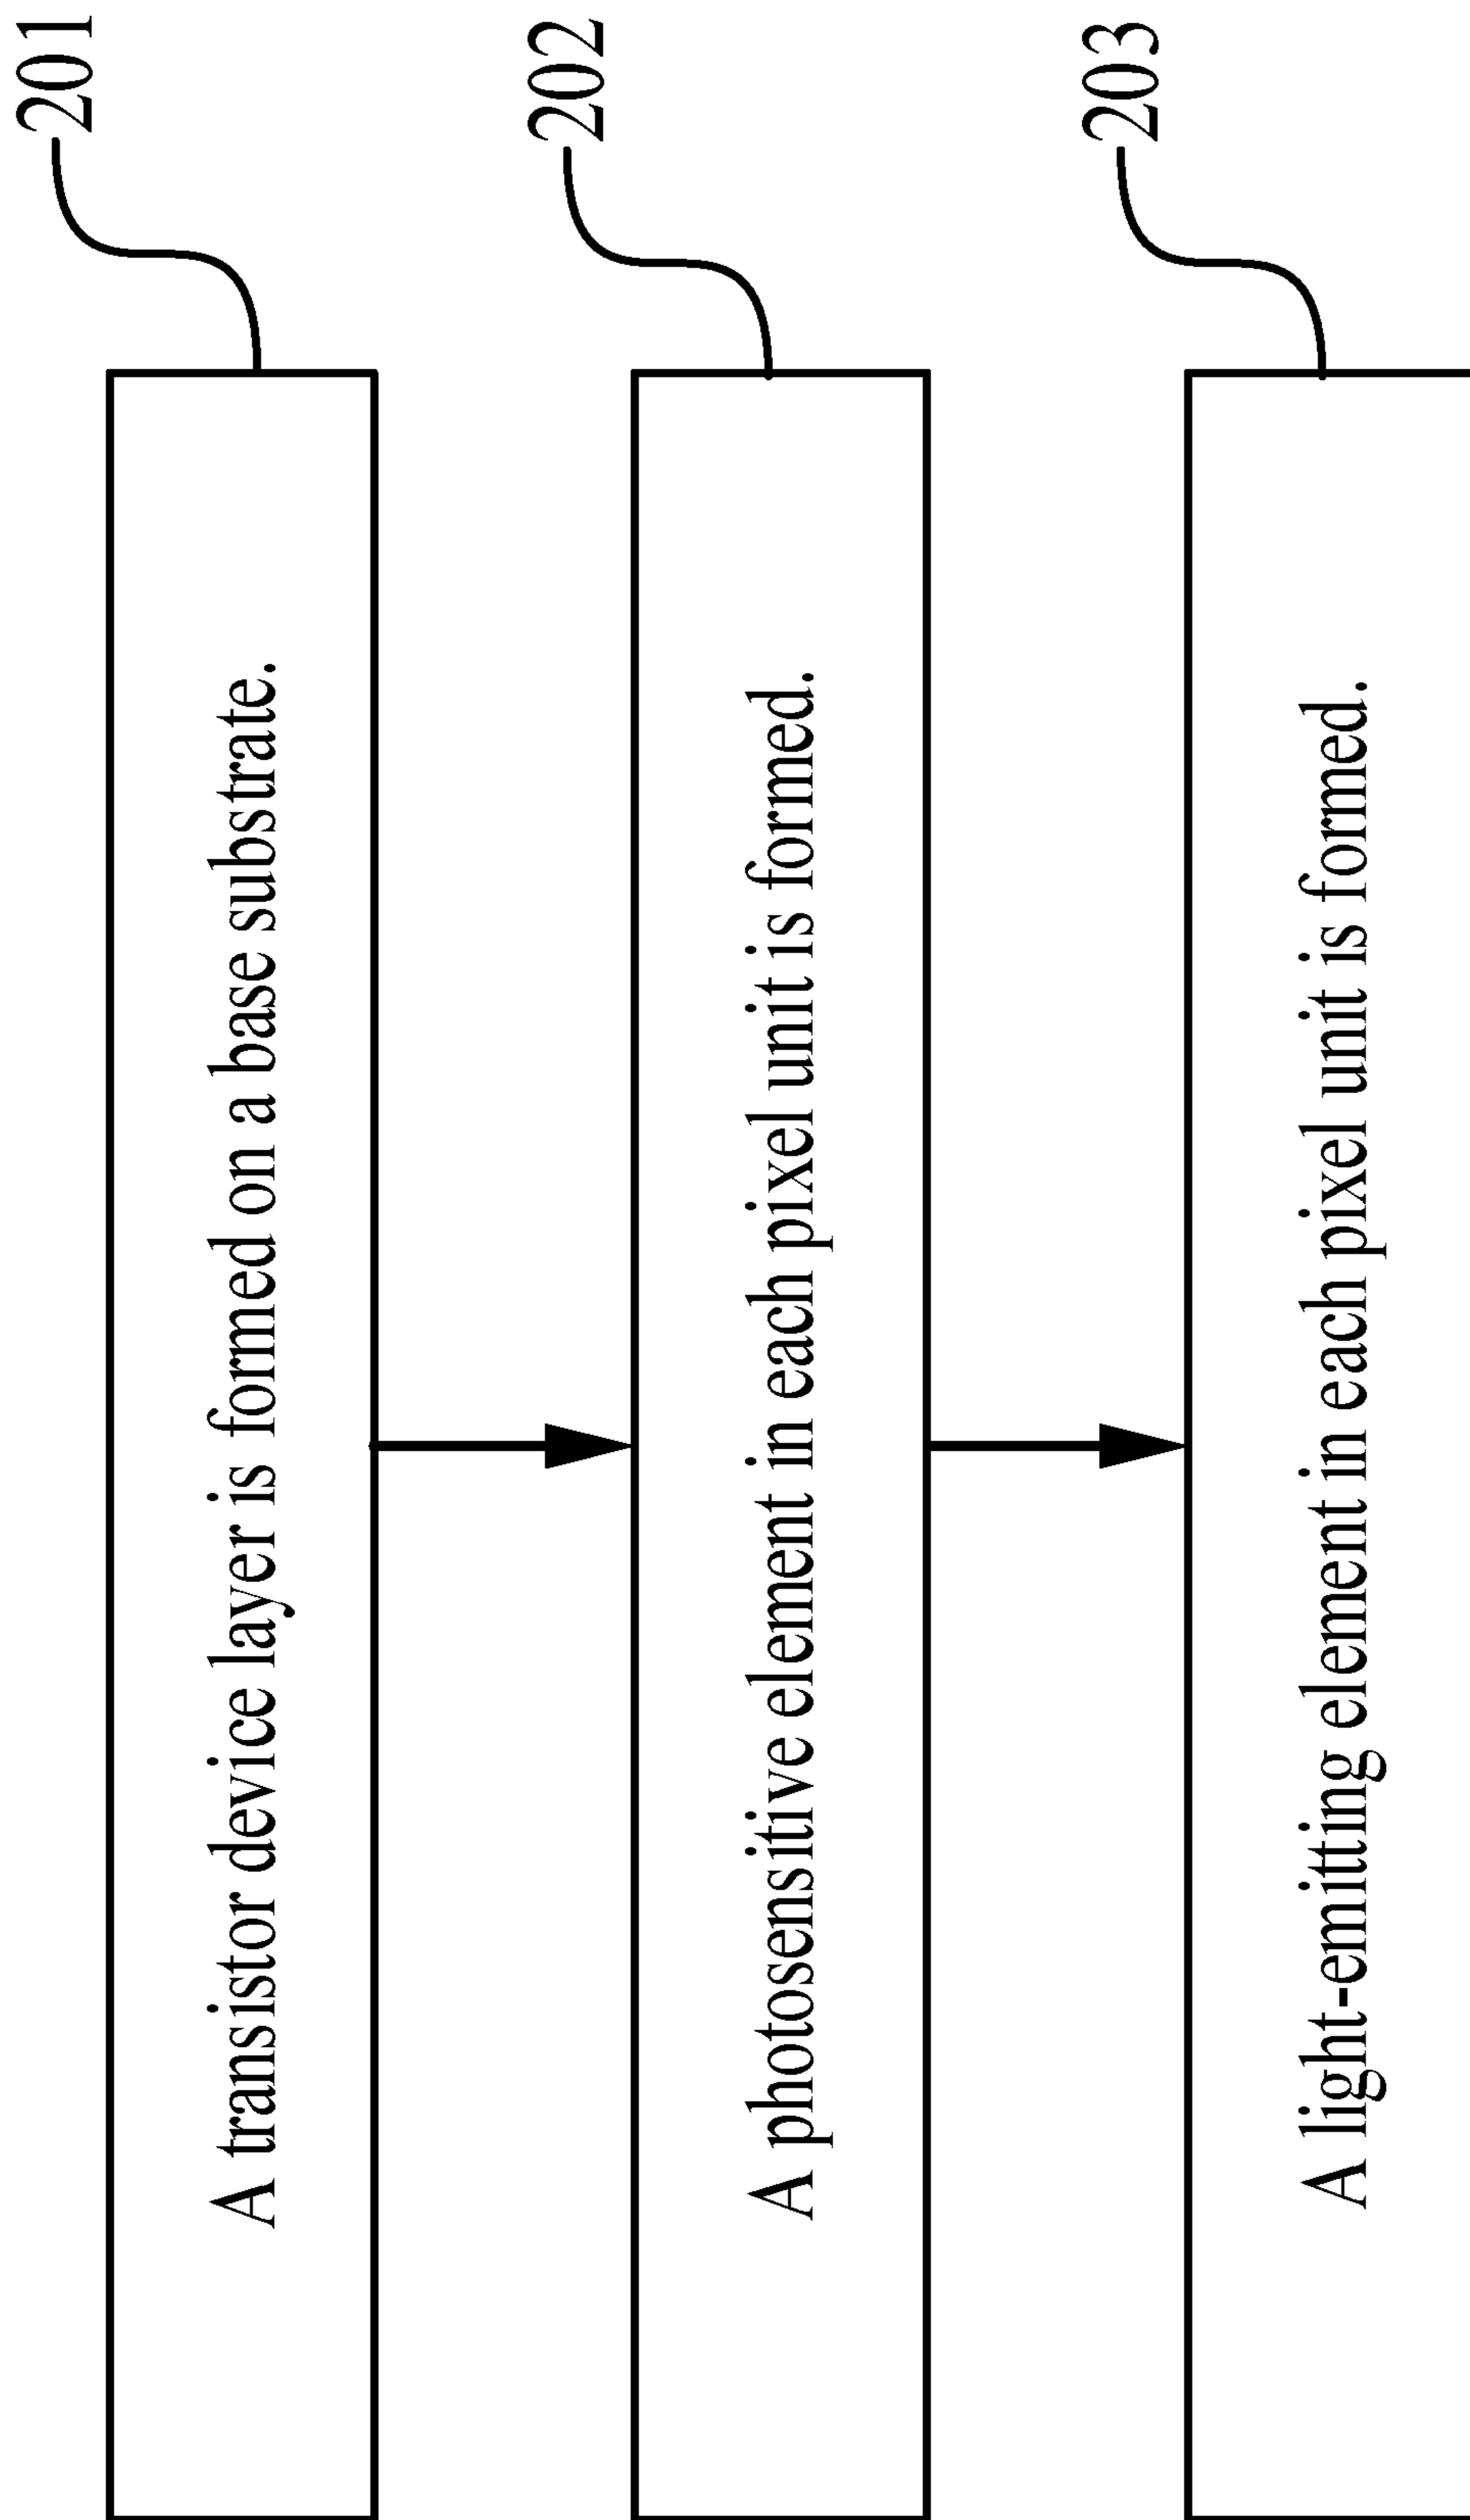 201
A transistor device layer is formed on a base substrate.
202
A photosensitive element in each pixel unit is formed.
203
A light-emitting element in each pixel unit is formed.